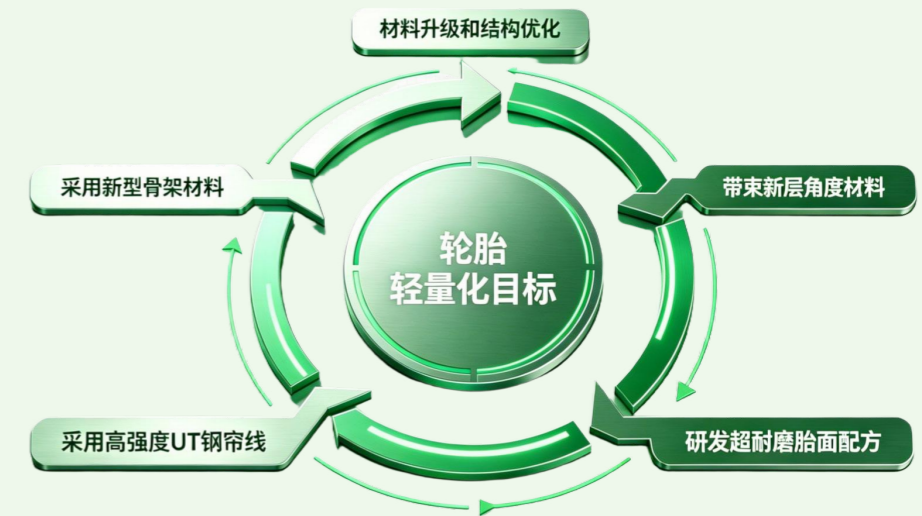 材料升级和结构优化
采用新型骨架材料
带束新层角度材料
轮胎
轻量化目标
采用高强度UT钢帘线
研发超耐磨胎面配方